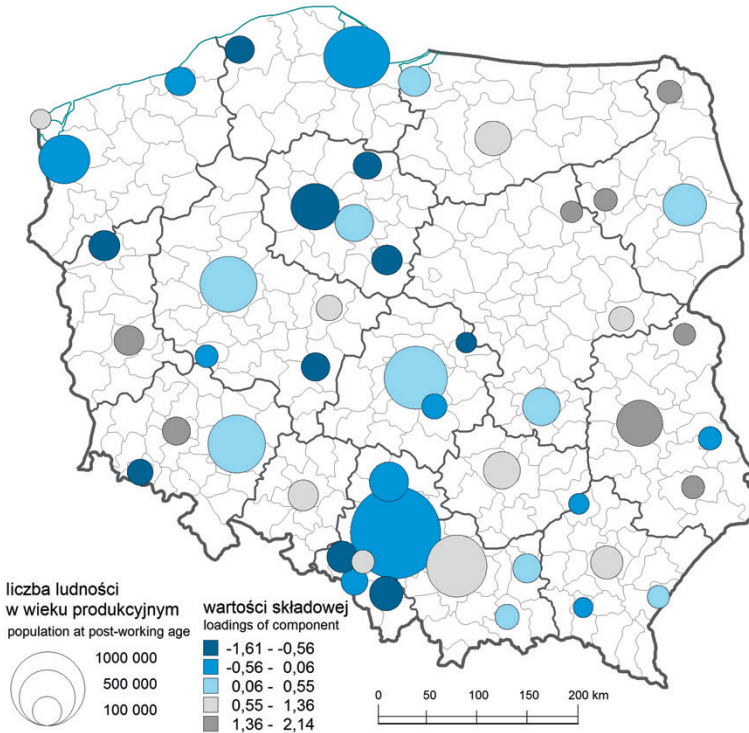 liczba ludności
w wieku produkcyjnym
population at post-working age
1000 000
500 000
100 000
wartości składowej
loadings of component
-1,61 - -0,56
-0,56 - 0,06
0,06 - 0,55
0,55 - 1,36
1,36 - 2,14
0 50 100 150 200 km